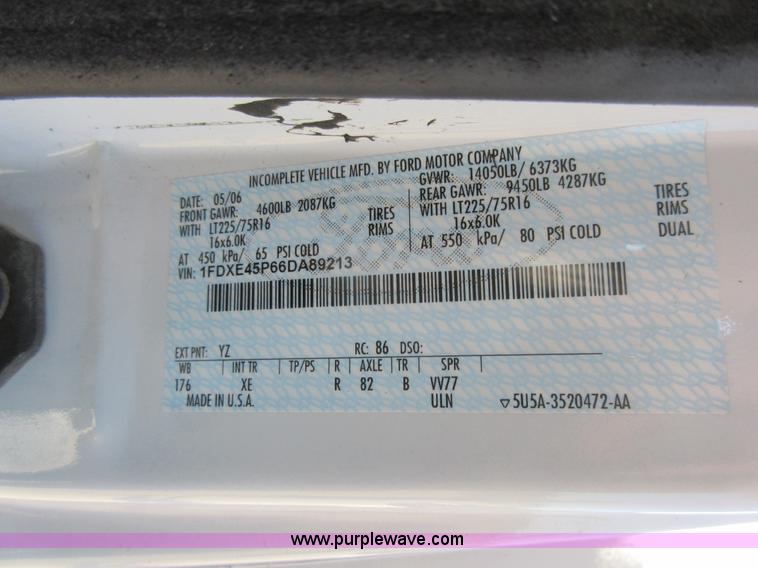 INCOMPLETE VEHICLE MFD. BY FORD MOTOR COMPANY
DATE: 05/06 GVWR: 14050LB/ 6373KG
FRONT GAWR: 4600LB 2087KG REAR GAWR: 9450LB 4287KG
WITH LT225/75R16 TIRES WITH LT225/75R16 TIRES
16x6.0K RIMS 16x6.0K RIMS
AT 450 kPa/ 65 PSI COLD AT 550 kPa/ 80 PSI COLD DUAL
VIN: 1FDXE45P66DA89213
EXT PNT: YZ RC: 86 DSO:
WB INT TR TP/PS R AXLE TR SPR
176 XE R 82 B VV77
MADE IN U.S.A. ULN ▽5U5A-3520472-AA
www.purplewave.com